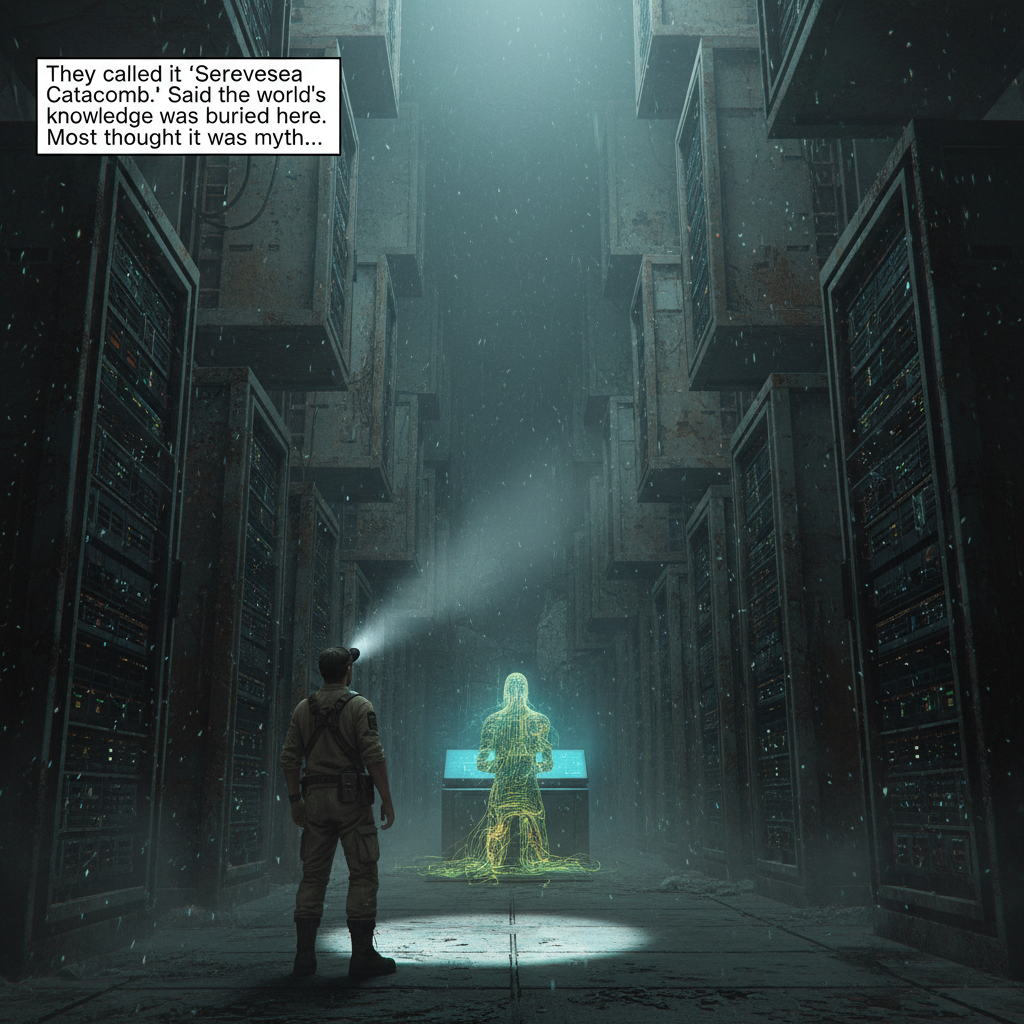 They called it ‘Serevesea
Catacomb.' Said the world's
knowledge was buried here.
Most thought it was myth...